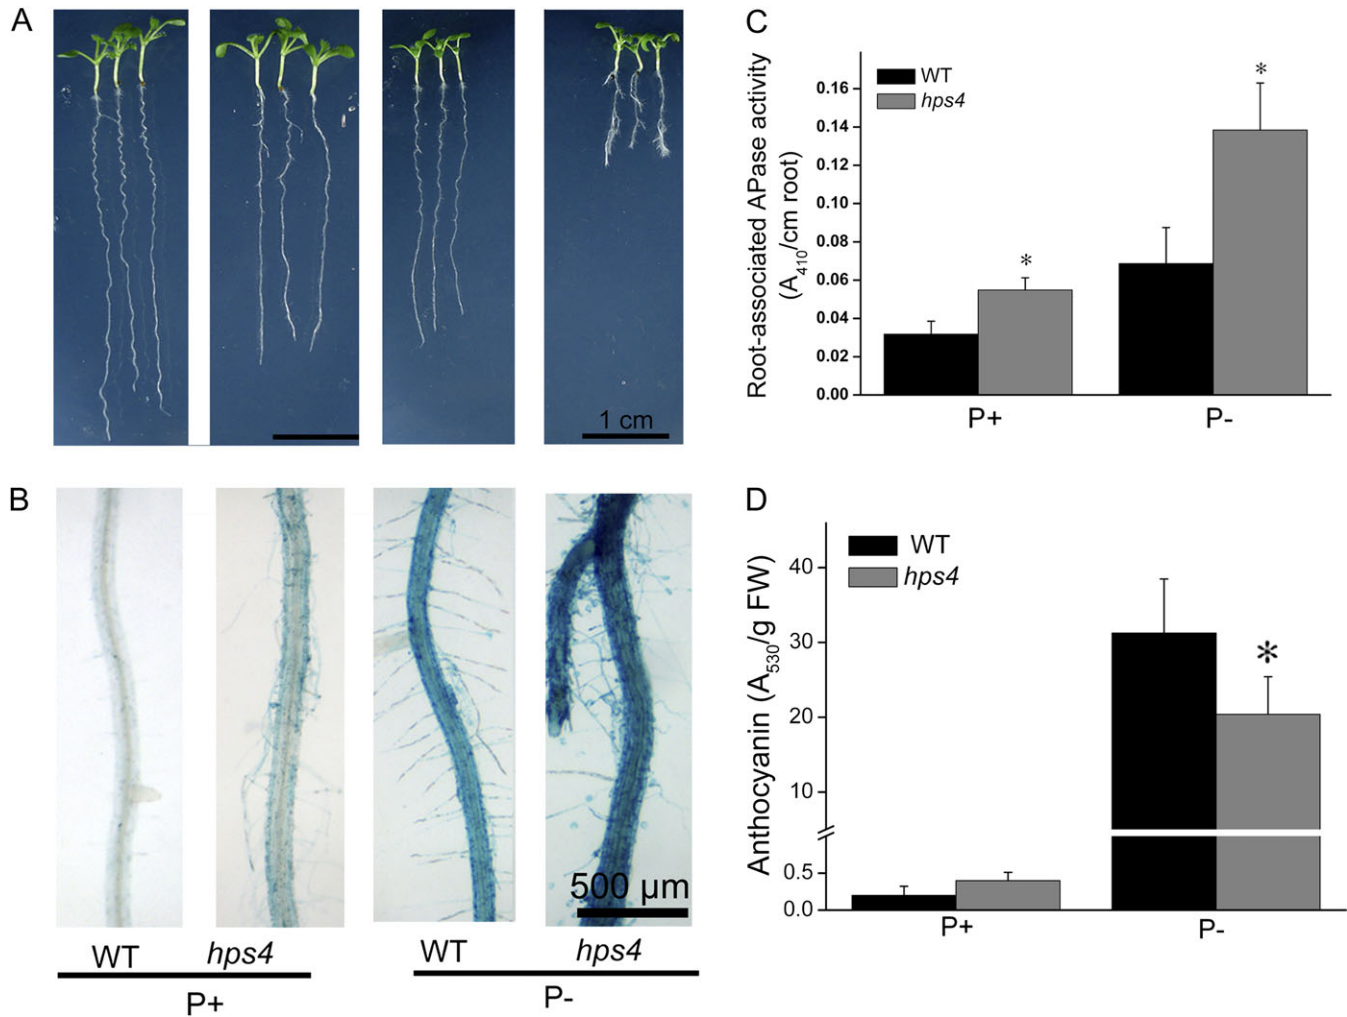 A
1 cm
B
500 μm
WT
hps4
WT
hps4
P+
P-
C
WT
hps4
*
*
0.16
0.14
0.12
0.10
0.08
0.06
0.04
0.02
0.00
Root-associated APase activity
(A410/cm root)
P+
P-
D
WT
hps4
*
40
30
20
10
0.5
0.0
Anthocyanin (A530/g FW)
P+
P-